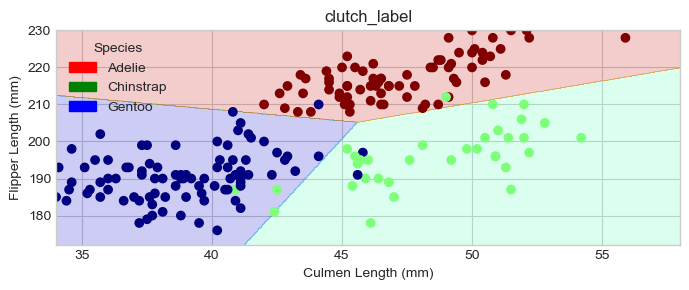 clutch_label
Species
Adelie
Chinstrap
Gentoo
230
220
210
200
190
180
Flipper Length (mm)
35
40
45
50
55
Culmen Length (mm)